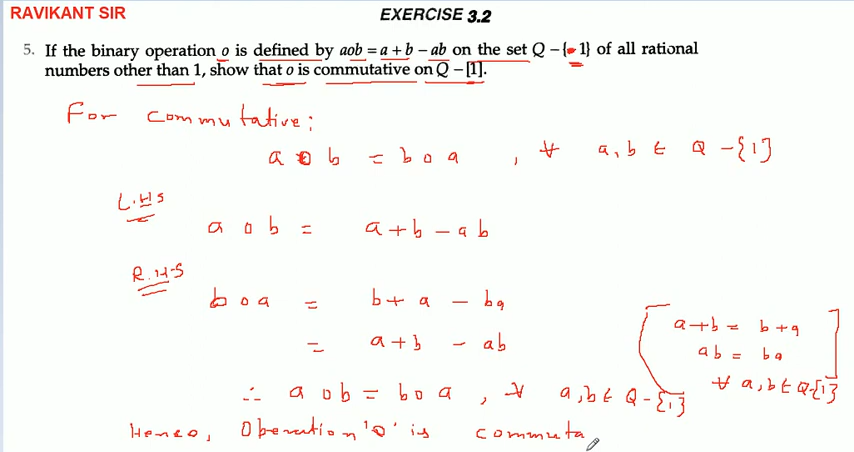 RAVIKANT SIR
EXERCISE 3.2
5. If the binary operation o is defined by aob = a + b – ab on the set Q – {- 1} of all rational
numbers other than 1, show that o is commutative on Q – [1].
For Commutative:
a o b = b o a , ∀ a, b ∈ Q - {1}
L.H.S
a o b = a + b - a b
R.H.S
b o a = b + a - ba
= a + b - ab
[a + b = b + a
ab = ba
∀ a, b ∈ Q-{1}]
∴ a o b = b o a , ∀ a, b ∈ Q - {1}
Hence, Operation 'o' is commuta